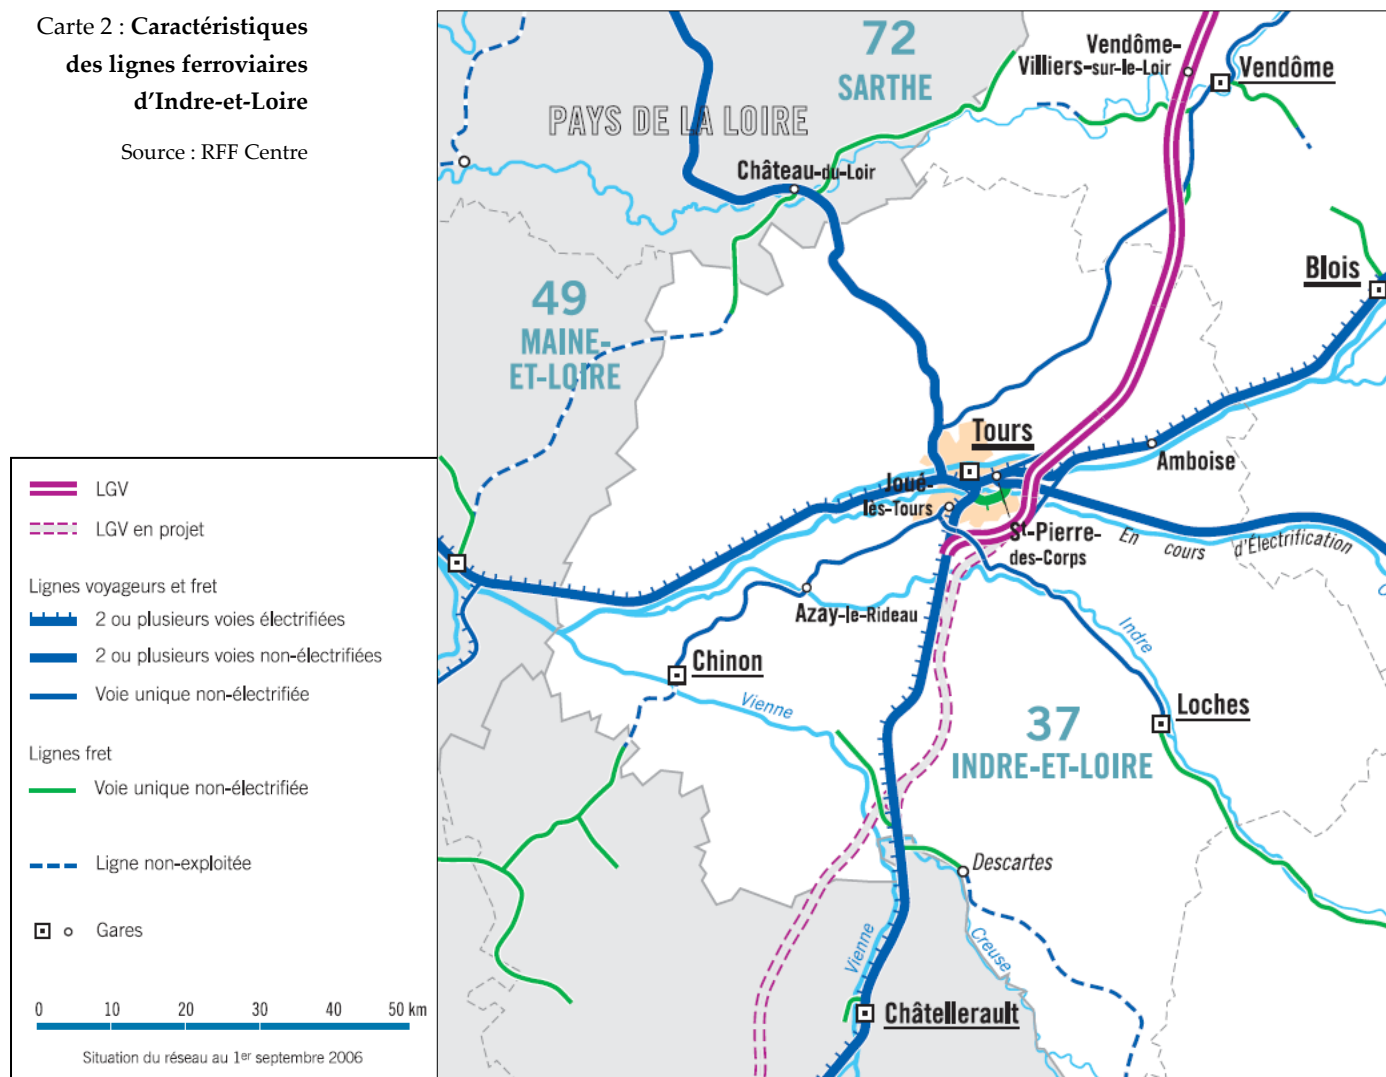 Carte 2 : Caractéristiques
des lignes ferroviaires
d'Indre-et-Loire
Source : RFF Centre
72
SARTHE
PAYS DE LA LOIRE
Vendôme-
Villiers-sur-le-Loir
Vendôme
Château-du-Loir
Blois
49
MAINE-
ET-LOIRE
Tours
Amboise
Joué-
lès-Tours
St-Pierre-
des-Corps
En cours d'Électrification
Azay-le-Rideau
Indre
Chinon
Vienne
Loches
37
INDRE-ET-LOIRE
Descartes
Vienne
Creuse
Châtellerault
LGV
LGV en projet
Lignes voyageurs et fret
2 ou plusieurs voies électrifiées
2 ou plusieurs voies non-électrifiées
Voie unique non-électrifiée
Lignes fret
Voie unique non-électrifiée
Ligne non-exploitée
Gares
0 10 20 30 40 50 km
Situation du réseau au 1er septembre 2006